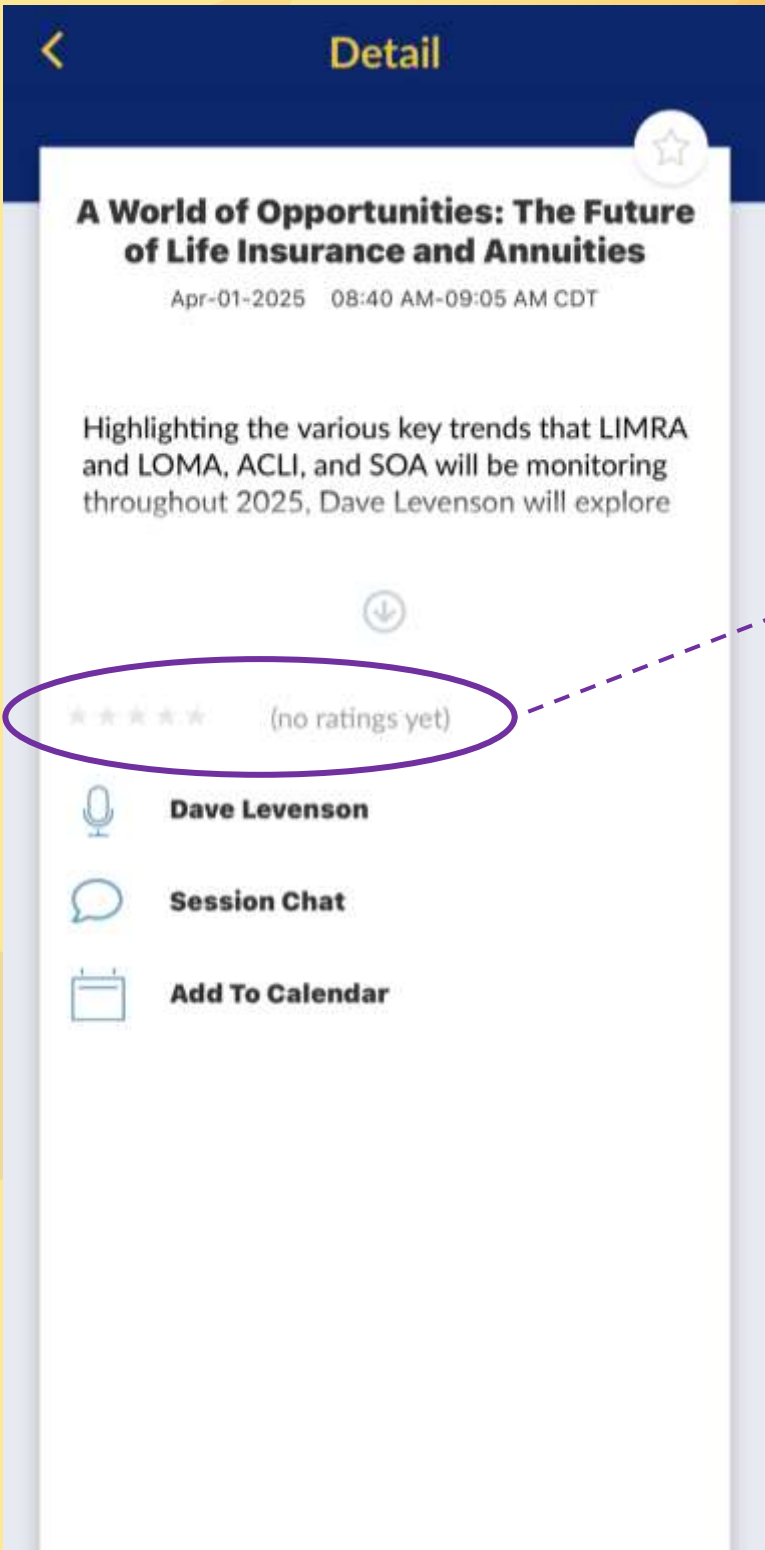 Detail
A World of Opportunities: The Future
of Life Insurance and Annuities
Apr-01-2025 08:40 AM-09:05 AM CDT
Highlighting the various key trends that LIMRA
and LOMA, ACLI, and SOA will be monitoring
throughout 2025, Dave Levenson will explore
(no ratings yet)
Dave Levenson
Session Chat
Add To Calendar